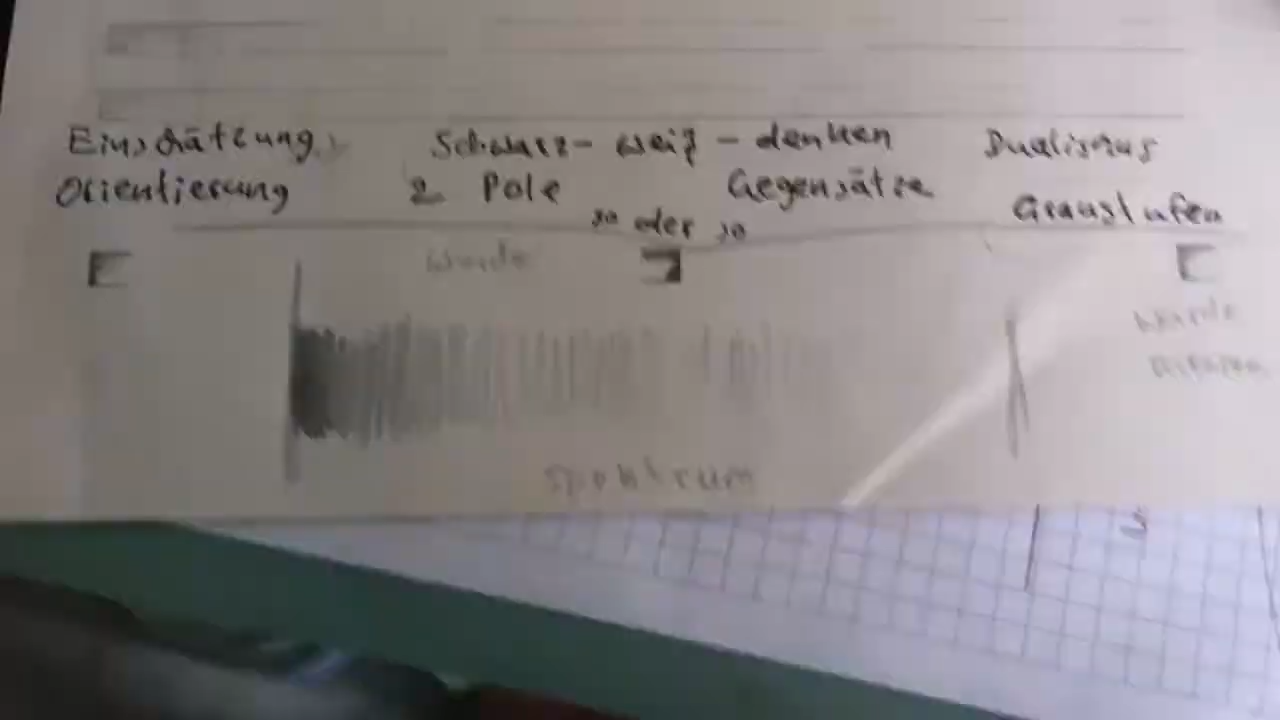 Einschätzung Schwarz-weiß-denken Dualismus
Orientierung 2 Pole Gegensätze Graustufen
so oder so
Spektrum